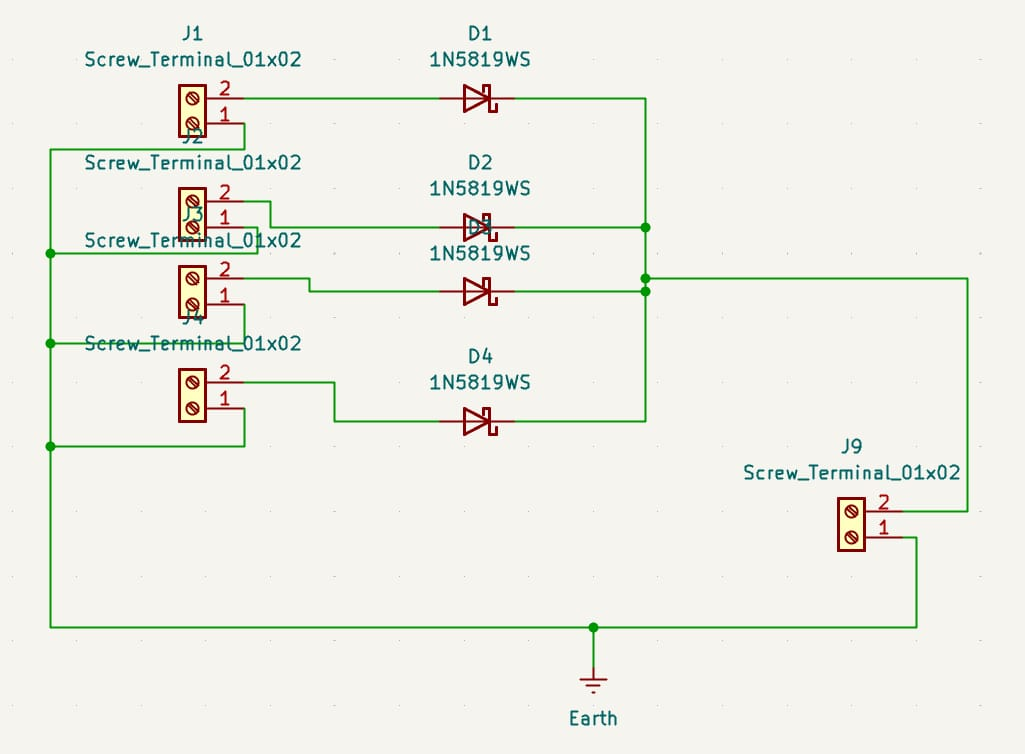 J1
Screw_Terminal_01x02
2
1
D1
1N5819WS
J2
Screw_Terminal_01x02
2
1
D2
1N5819WS
J3
Screw_Terminal_01x02
2
1
D3
1N5819WS
J4
Screw_Terminal_01x02
2
1
D4
1N5819WS
J9
Screw_Terminal_01x02
2
1
Earth